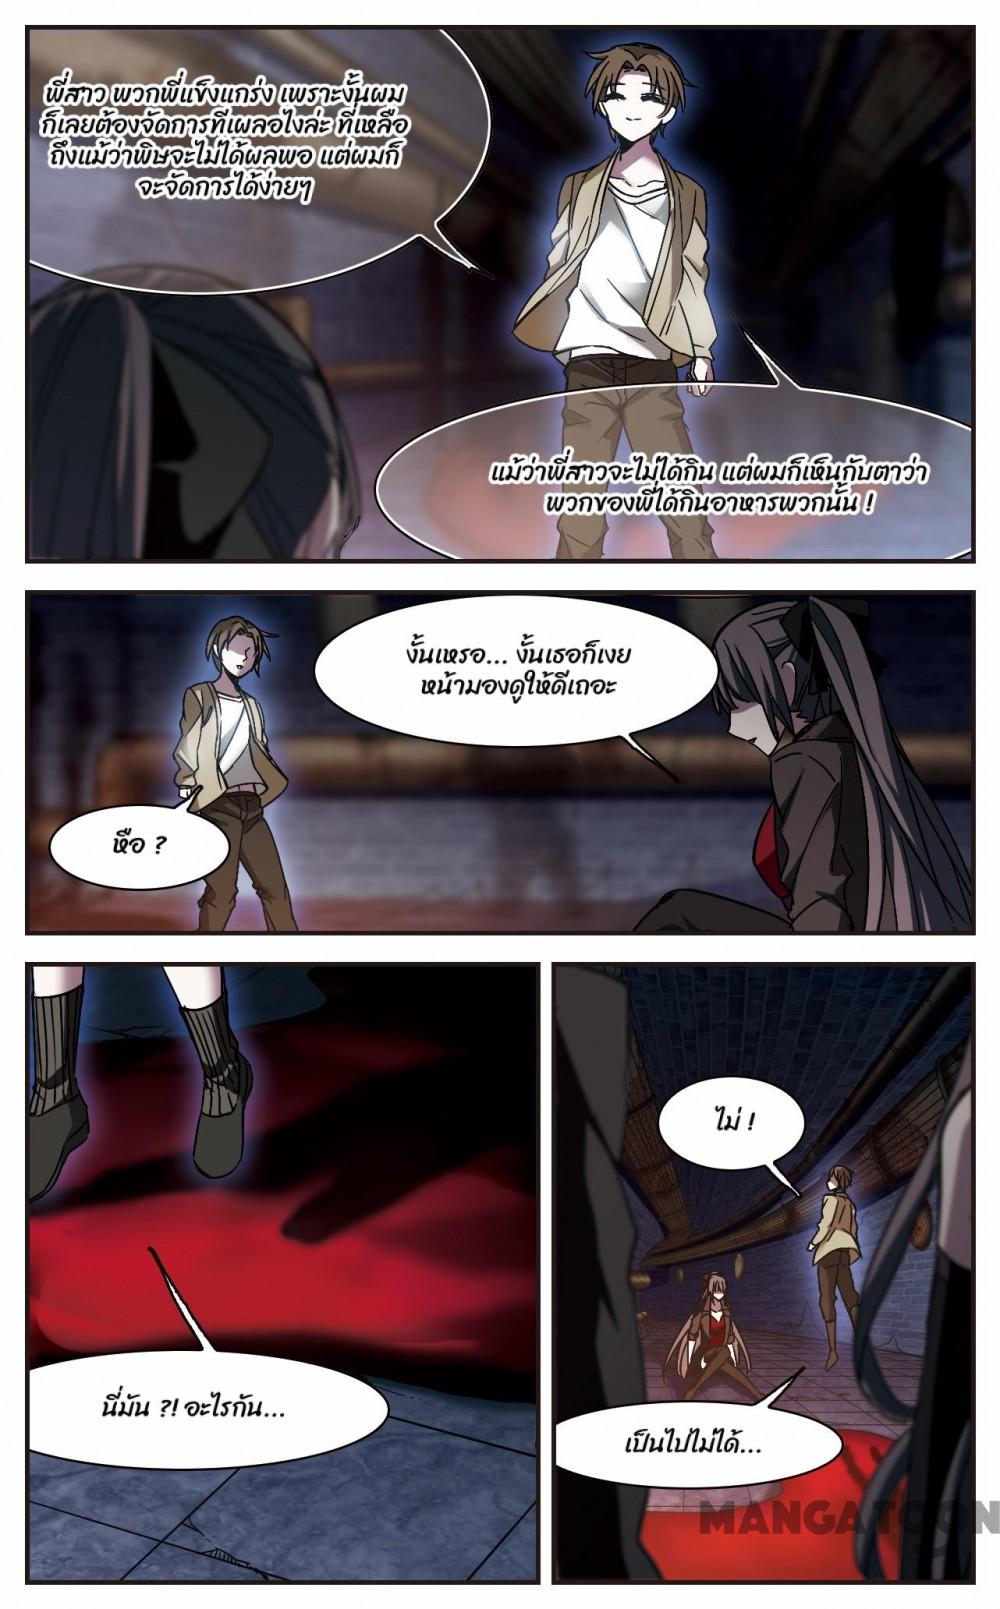 พี่สาว พวกพี่แข็งแกร่ง เพราะงั้นผม
ก็เลยต้องจัดการที่เผลอไงล่ะ ที่เหลือ
ถึงแม้ว่าพิษจะไม่ได้ผลพอ แต่ผมก็
จะจัดการได้ง่ายๆ
แม้ว่าพี่สาวจะไม่ได้กิน แต่ผมก็เห็นกับตาว่า
พวกของพี่ได้กินอาหารพวกนั้น !
งั้นเหรอ... งั้นเธอก็เงย
หน้ามองดูให้ดีเถอะ
หือ ?
นี่มัน ?! อะไรกัน...
ไม่ !
เป็นไปไม่ได้...
MANGATOON